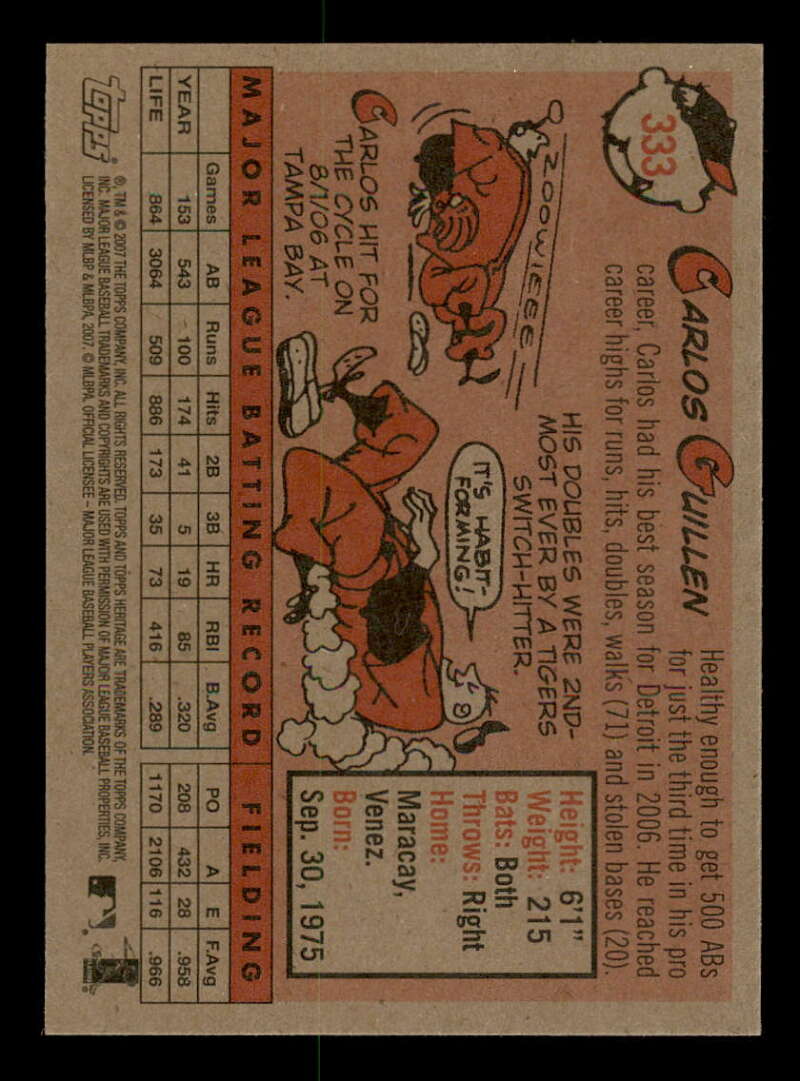 333
CARLOS GUILLEN
Healthy enough to get 500 ABs
for just the third time in his pro
career, Carlos had his best season for Detroit in 2006. He reached
career highs for runs, hits, doubles, walks (71) and stolen bases (20).
ZOOWIEEE
CARLOS HIT FOR
THE CYCLE ON
8/1/06 AT
TAMPA BAY.
HIS DOUBLES WERE 2ND-
MOST EVER BY A TIGERS
SWITCH-HITTER.
IT'S HABIT-
FORMING!
8
Height: 6'1"
Weight: 215
Bats: Both
Throws: Right
Home:
Maracay,
Venez.
Born:
Sep. 30, 1975
MAJOR LEAGUE BATTING RECORD FIELDING
Games AB Runs Hits 2B 3B HR RBI B.Avg PO A E F.Avg
YEAR 153 543 100 174 41 5 19 85 .320 208 432 28 .958
LIFE 864 3064 509 886 173 35 73 416 .289 1170 2106 116 .966
TOPPS®
®, TM & © 2007 THE TOPPS COMPANY, INC. ALL RIGHTS RESERVED. TOPPS AND TOPPS HERITAGE ARE TRADEMARKS OF THE TOPPS COMPANY,
INC. MAJOR LEAGUE BASEBALL TRADEMARKS AND COPYRIGHTS ARE USED WITH PERMISSION OF MAJOR LEAGUE BASEBALL PROPERTIES, INC.
LICENSED BY MLBP & MLBPA, 2007. © MLBPA, OFFICIAL LICENSEE – MAJOR LEAGUE BASEBALL PLAYERS ASSOCIATION.